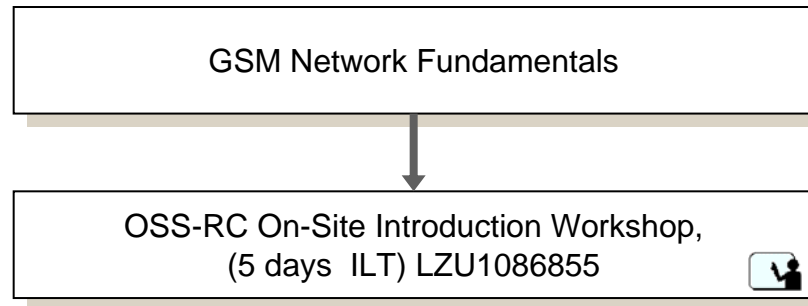 GSM Network Fundamentals
OSS-RC On-Site Introduction Workshop,
(5 days  ILT) LZU1086855